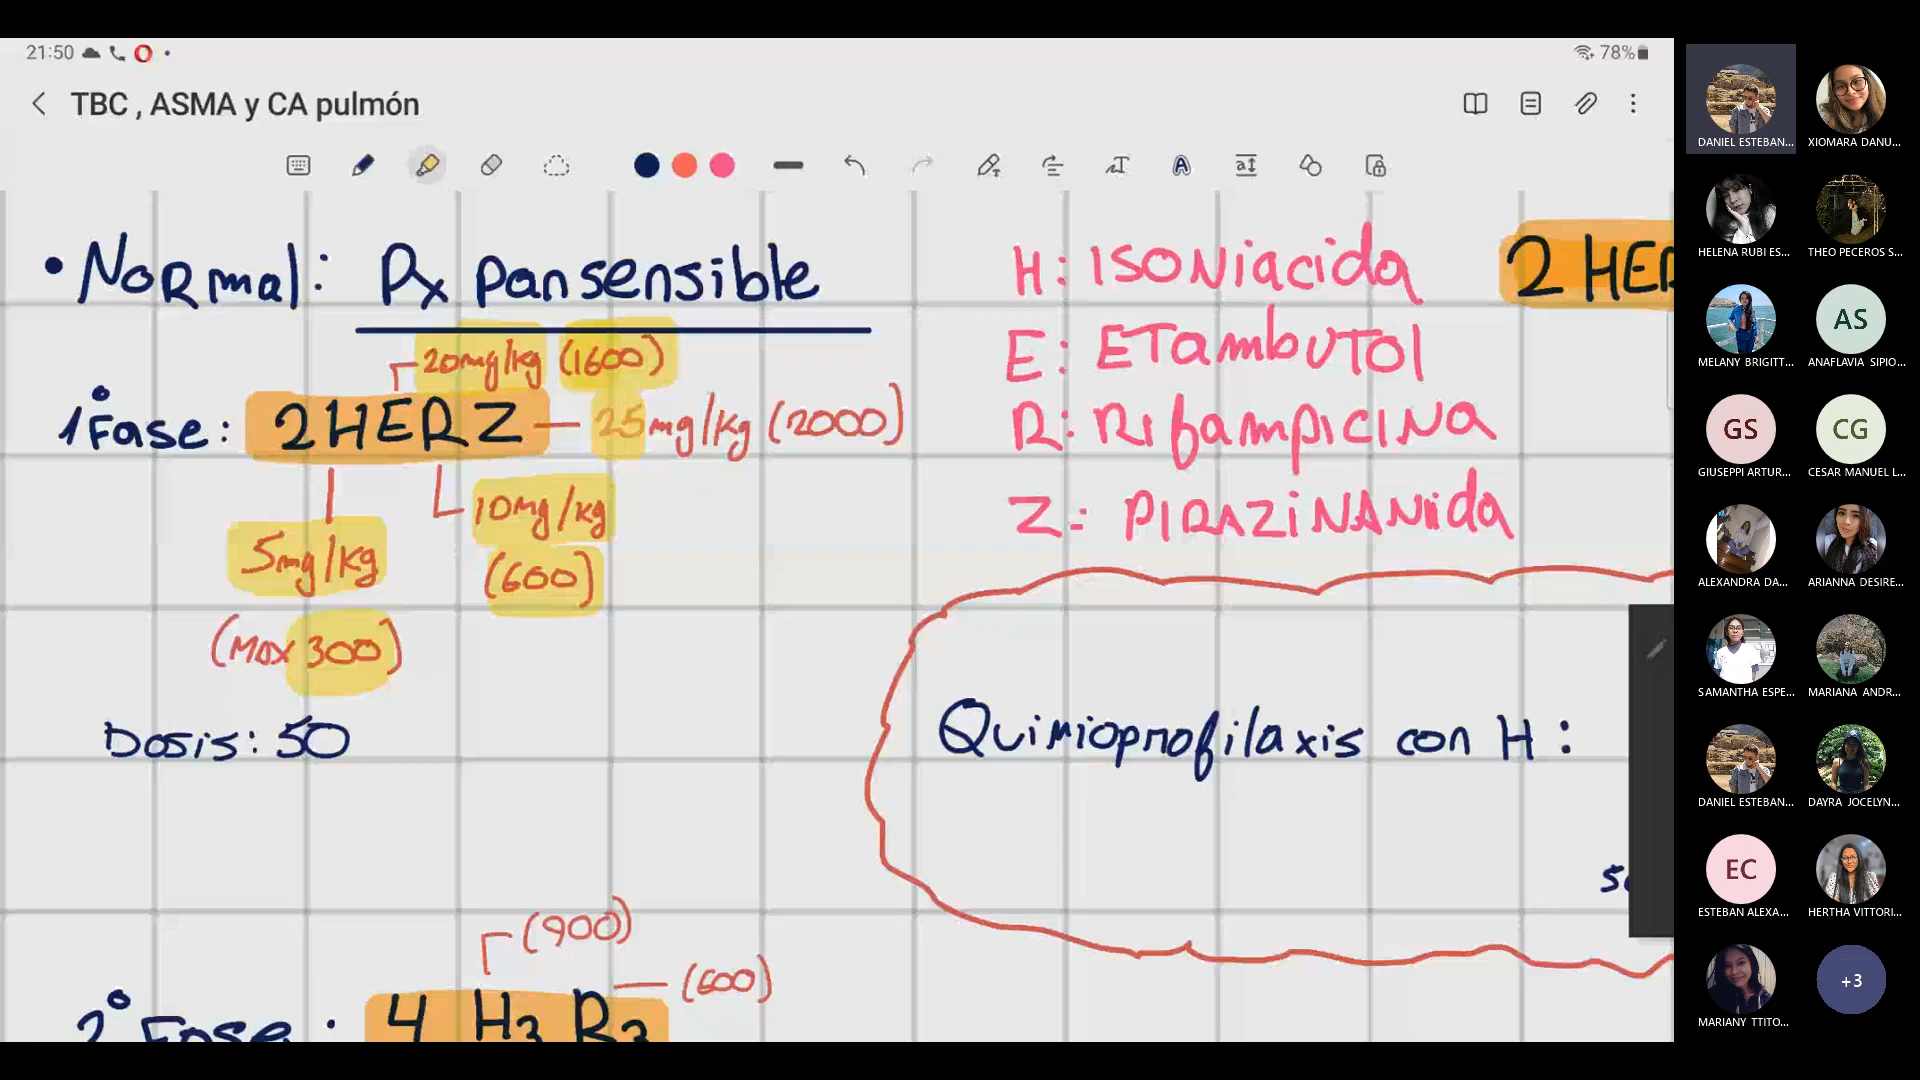 21:50
78%
TBC , ASMA y CA pulmón
• Normal: Rx pansensible
20mg/kg (1600)
1° Fase: 2HERZ — 25mg/kg (2000)
10mg/kg
(600)
5mg/kg
(Max 300)
Dosis: 50
(900)
(600)
2° Fase : 4 H3 R3
H: ISONiacida
E: ETambuTOL
R: Rifampicina
Z: PIRAZINAMida
2 HER
Quimioprofilaxis con H :
DANIEL ESTEBAN...
XIOMARA DANU...
HELENA RUBI ES...
THEO PECEROS S...
MELANY BRIGITT...
AS
ANAFLAVIA SIPIO...
GS
GIUSEPPI ARTUR...
CG
CESAR MANUEL L...
ALEXANDRA DA...
ARIANNA DESIRE...
SAMANTHA ESPE...
MARIANA ANDR...
DANIEL ESTEBAN...
DAYRA JOCELYN...
EC
ESTEBAN ALEXA...
HERTHA VITTORI...
MARIANY TTITO...
+3